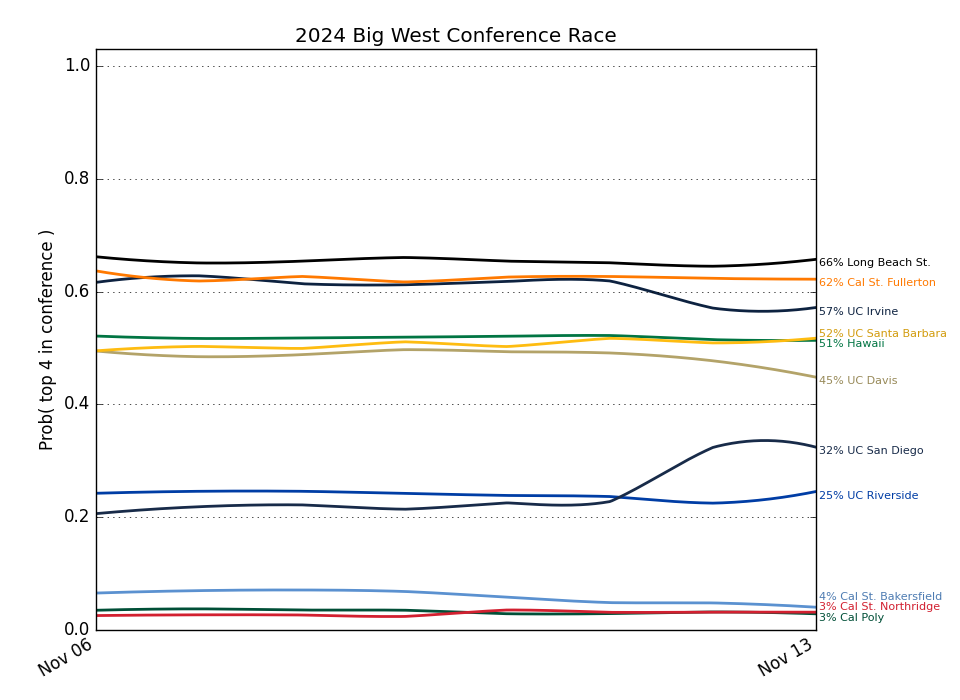 2024 Big West Conference Race
Prob( top 4 in conference )
1.0
0.8
0.6
0.4
0.2
0.0
Nov 06
Nov 13
66% Long Beach St.
62% Cal St. Fullerton
57% UC Irvine
52% UC Santa Barbara
51% Hawaii
45% UC Davis
32% UC San Diego
25% UC Riverside
4% Cal St. Bakersfield
3% Cal St. Northridge
3% Cal Poly